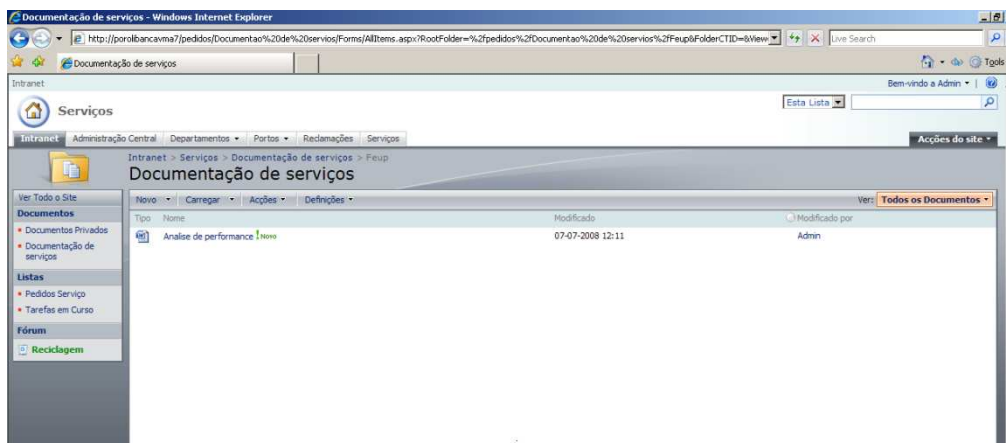 Documentação de serviços - Windows Internet Explorer
http://porolibancavma7/pedidos/Documentao%20de%20servios/Forms/AllItems.aspx?RootFolder=%2fpedidos%2fDocumentao%20de%20servios%2fFeup&FolderCTID=&View=
Live Search
Documentação de serviços
Tools
Intranet
Bem-vindo a Admin
Serviços
Esta Lista
Intranet Administração Central Departamentos Portos Reclamações Serviços
Acções do site
Intranet > Serviços > Documentação de serviços > Feup
Documentação de serviços
Ver Todo o Site
Novo Carregar Acções Definições
Ver: Todos os Documentos
Documentos
Documentos Privados
Documentação de serviços
Listas
Pedidos Serviço
Tarefas em Curso
Fórum
Reciclagem
Tipo Nome Modificado Modificado por
Analise de performance ! Novo 07-07-2008 12:11 Admin